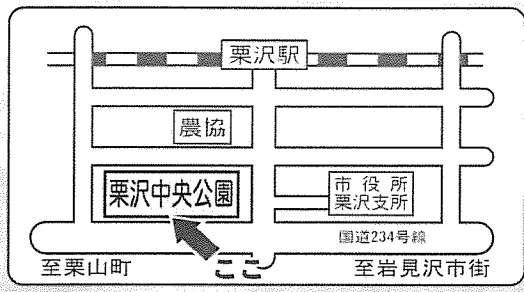 栗沢駅
農協
栗沢中央公園
市役所
栗沢支所
国道234号線
至栗山町
ここ
至岩見沢市街